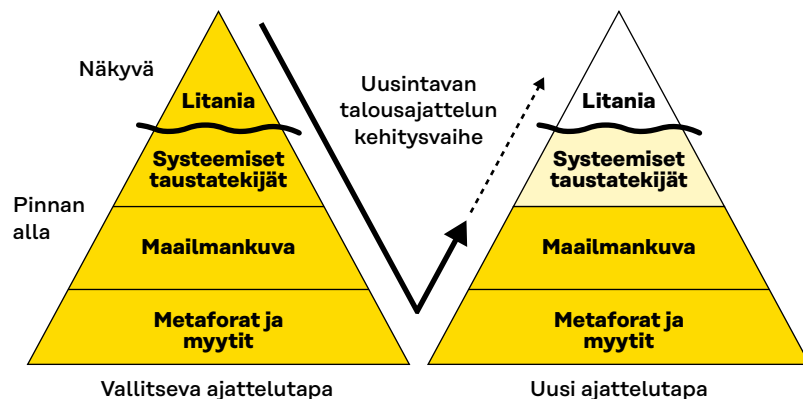 Näkyvä
Litania
Systeemiset
taustatekijät
Pinnan
alla
Maailmankuva
Metaforat ja
myytit
Vallitseva ajattelutapa
Uusintavan
talousajattelun
kehitysvaihe
Litania
Systeemiset
taustatekijät
Maailmankuva
Metaforat ja
myytit
Uusi ajattelutapa